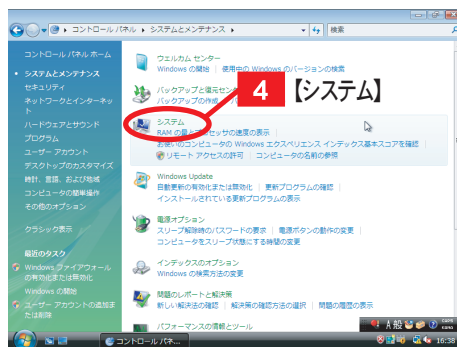 コントロール パネル ▸ システムとメンテナンス ▸
検索
コントロール パネル ホーム
システムとメンテナンス
セキュリティ
ネットワークとインターネッ
ト
ハードウェアとサウンド
プログラム
ユーザー アカウント
デスクトップのカスタマイズ
時計、言語、および地域
コンピュータの簡単操作
その他のオプション
クラシック表示
最近のタスク
Windows ファイアウォール
の有効化または無効化
Windows の開始
ユーザー アカウントの追加ま
たは削除
ウェルカム センター
Windows の開始 | 使用中の Windows のバージョンの検索
バックアップと復元セン
バックアップの作成
4 【システム】
システム
RAM の量とプロセッサの速度の表示
お使いのコンピュータの Windows エクスペリエンス インデックス基本スコアを確認
リモート アクセスの許可 | コンピュータの名前の参照
Windows Update
自動更新の有効化または無効化 | 更新プログラムの確認
インストールされている更新プログラムの表示
電源オプション
スリープ解除時のパスワードの要求 | 電源ボタンの動作の変更
コンピュータをスリープ状態にする時間の変更
インデックスのオプション
Windows の検索方法の変更
問題のレポートと解決策
新しい解決法の確認 | 解決策の確認方法の選択 | 問題の履歴の表示
パフォーマンスの情報とツール
A 般 CAPS
KANA
コントロール パネ...
16:38